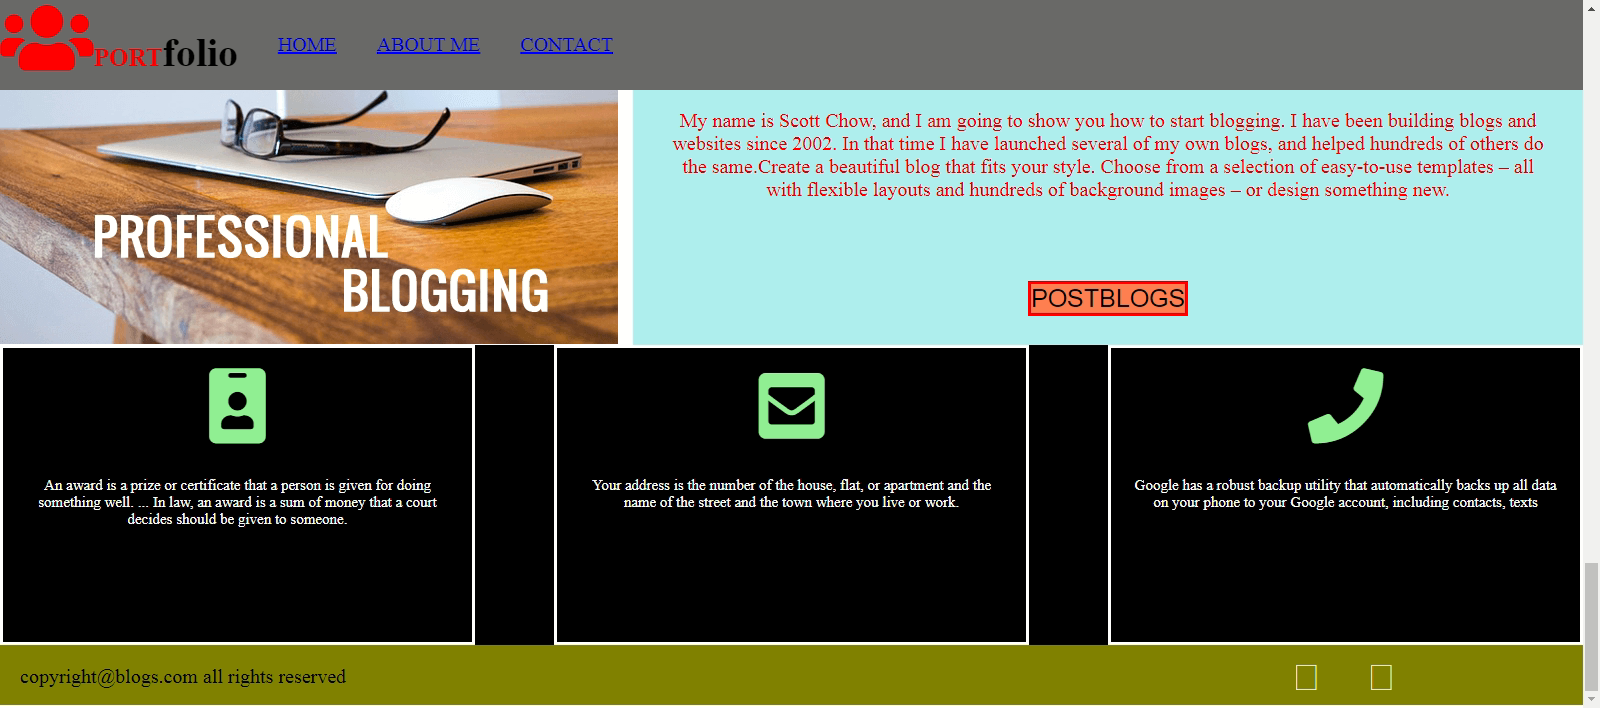 PORTfolio
HOME
ABOUT ME
CONTACT
PROFESSIONAL
BLOGGING
My name is Scott Chow, and I am going to show you how to start blogging. I have been building blogs and
websites since 2002. In that time I have launched several of my own blogs, and helped hundreds of others do
the same.Create a beautiful blog that fits your style. Choose from a selection of easy-to-use templates – all
with flexible layouts and hundreds of background images – or design something new.
POSTBLOGS
An award is a prize or certificate that a person is given for doing
something well. ... In law, an award is a sum of money that a court
decides should be given to someone.
Your address is the number of the house, flat, or apartment and the
name of the street and the town where you live or work.
Google has a robust backup utility that automatically backs up all data
on your phone to your Google account, including contacts, texts
copyright@blogs.com all rights reserved